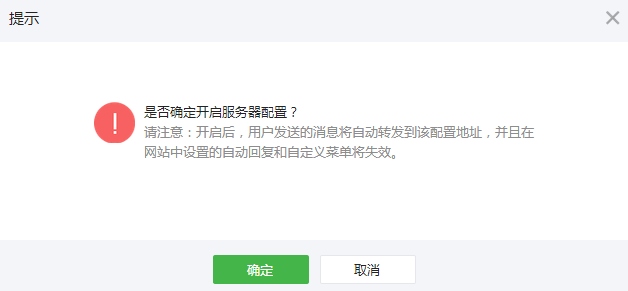 提示
是否确定开启服务器配置？
请注意：开启后，用户发送的消息将自动转发到该配置地址，并且在
网站中设置的自动回复和自定义菜单将失效。
确定
取消